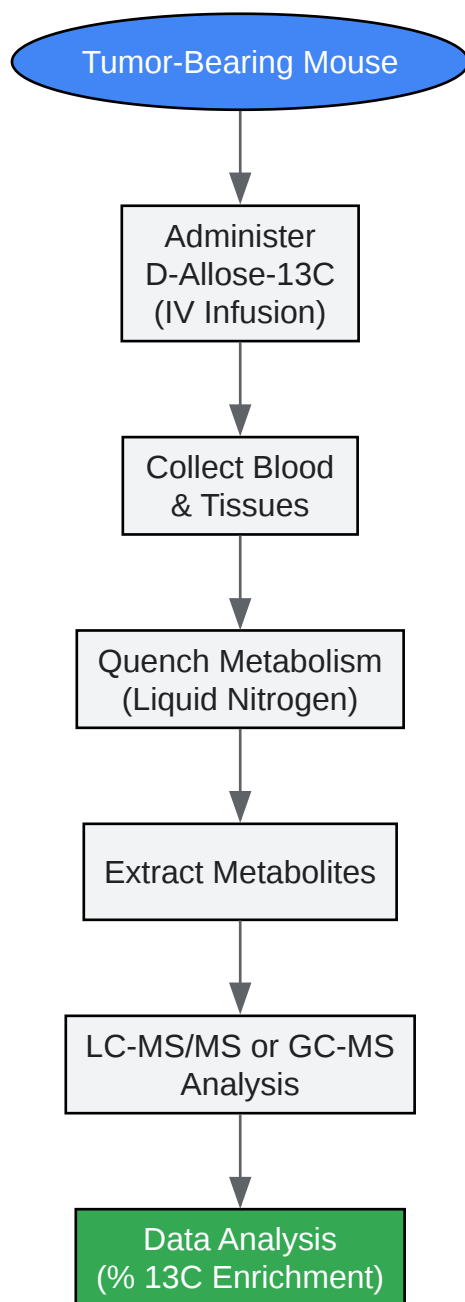 Tumor-Bearing Mouse
Administer
D-Allose-13C
(IV Infusion)
Collect Blood
& Tissues
Quench Metabolism
(Liquid Nitrogen)
Extract Metabolites
LC-MS/MS or GC-MS
Analysis
Data Analysis
(% 13C Enrichment)